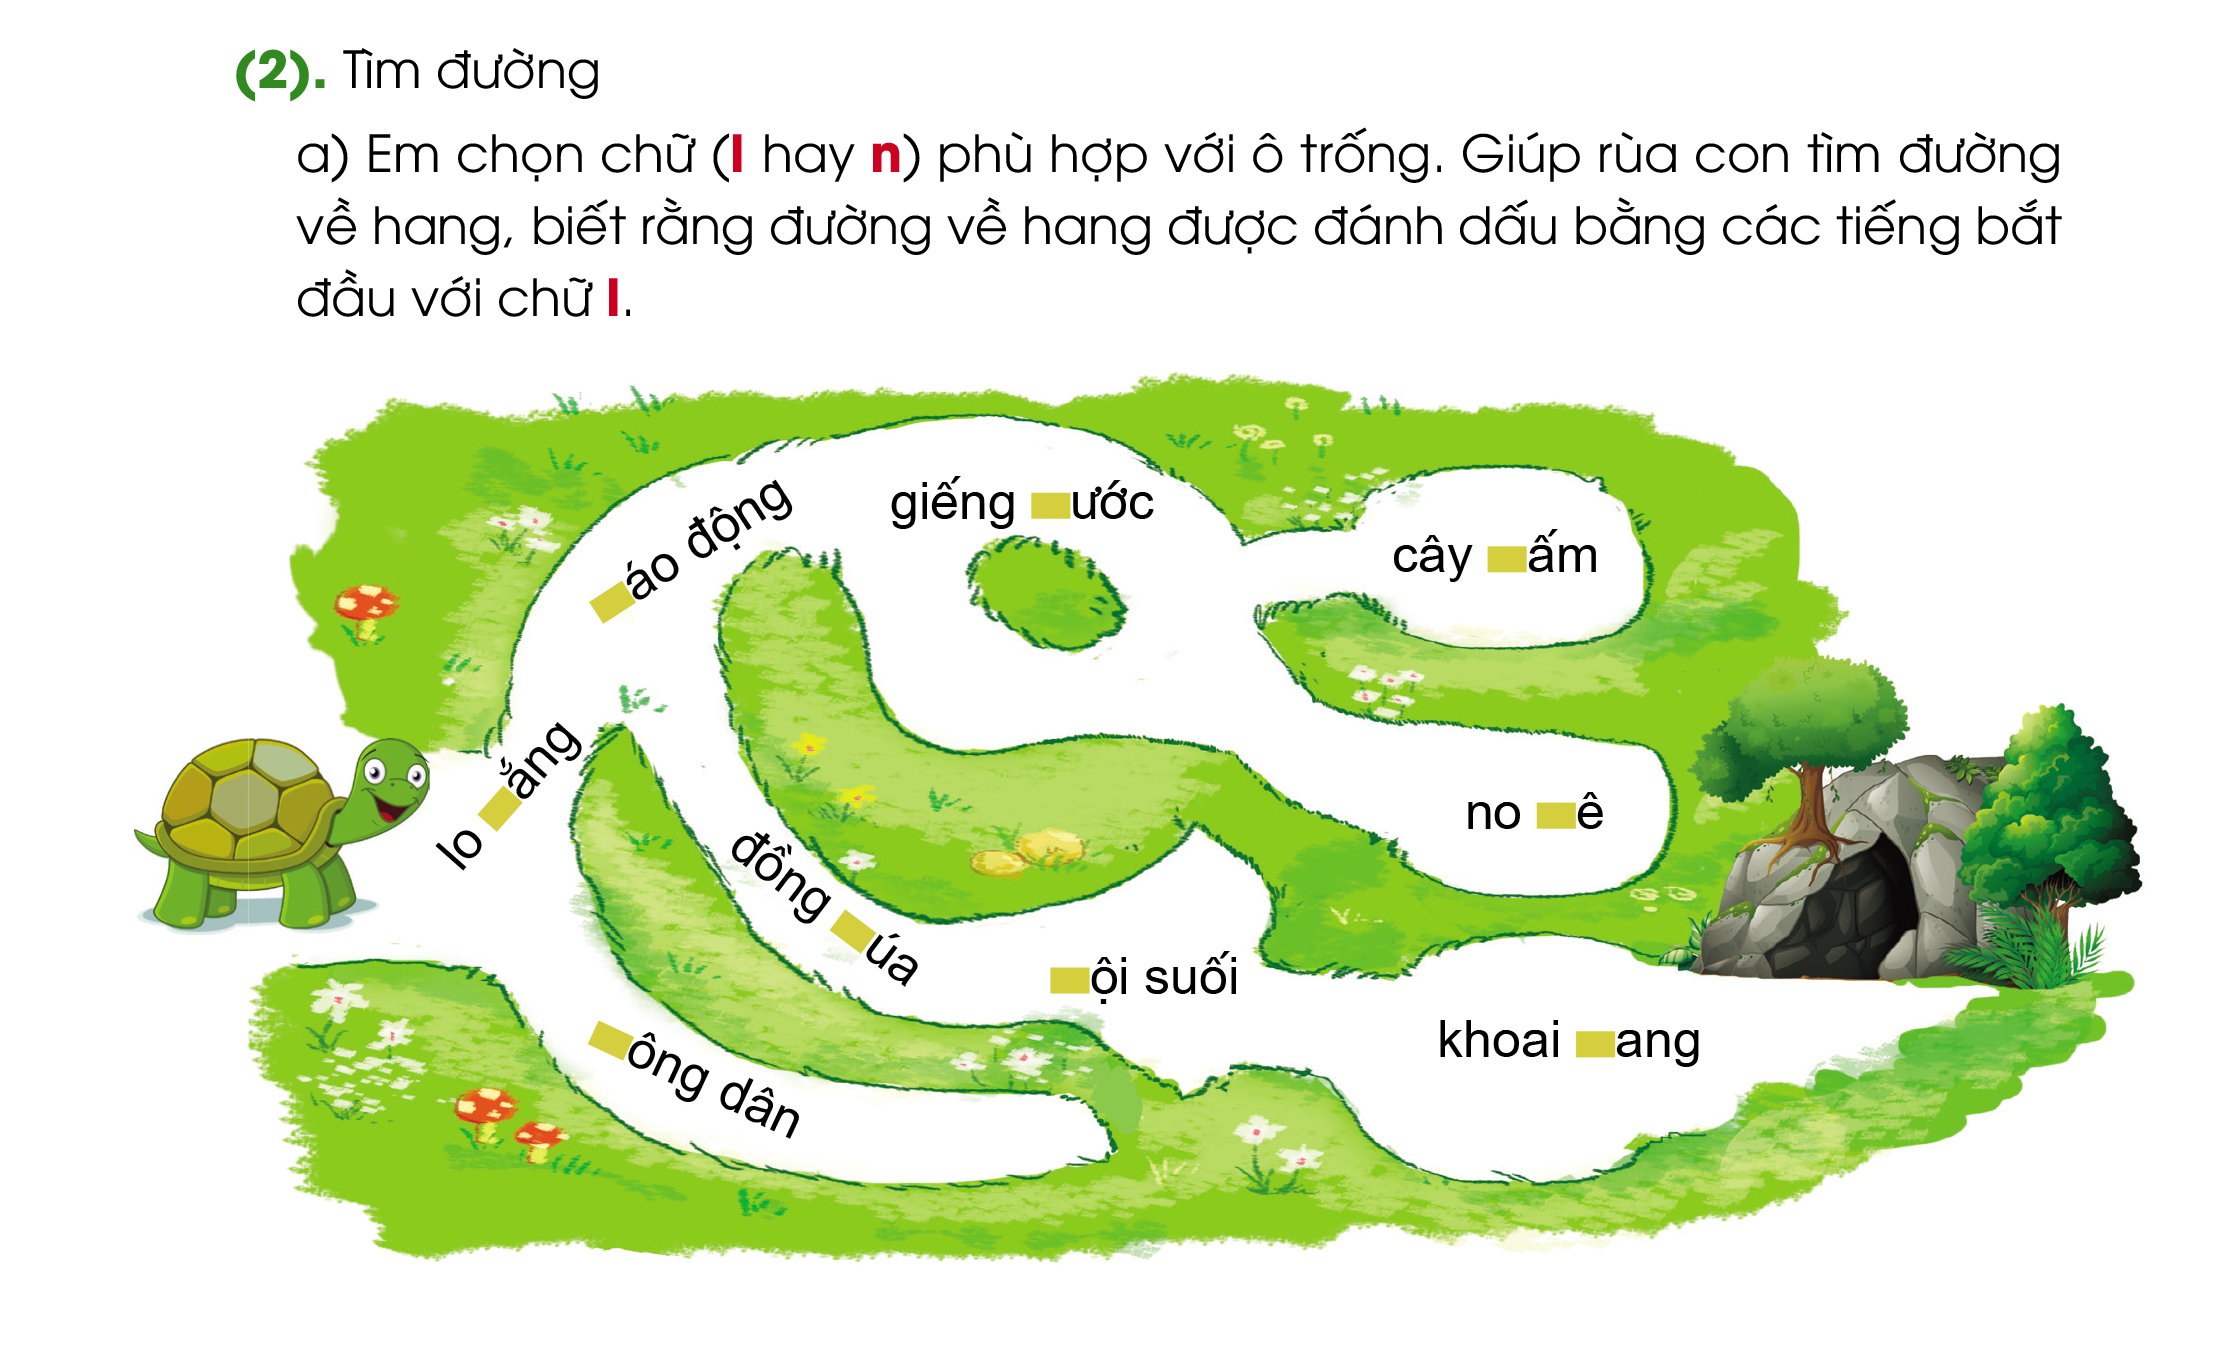 (2). Tìm đường
a) Em chọn chữ (l hay n) phù hợp với ô trống. Giúp rùa con tìm đường
về hang, biết rằng đường về hang được đánh dấu bằng các tiếng bắt
đầu với chữ l.
áo động
giếng ước
cây ấm
lo ắng
no ê
đồng úa
ội suối
khoai ang
ông dân